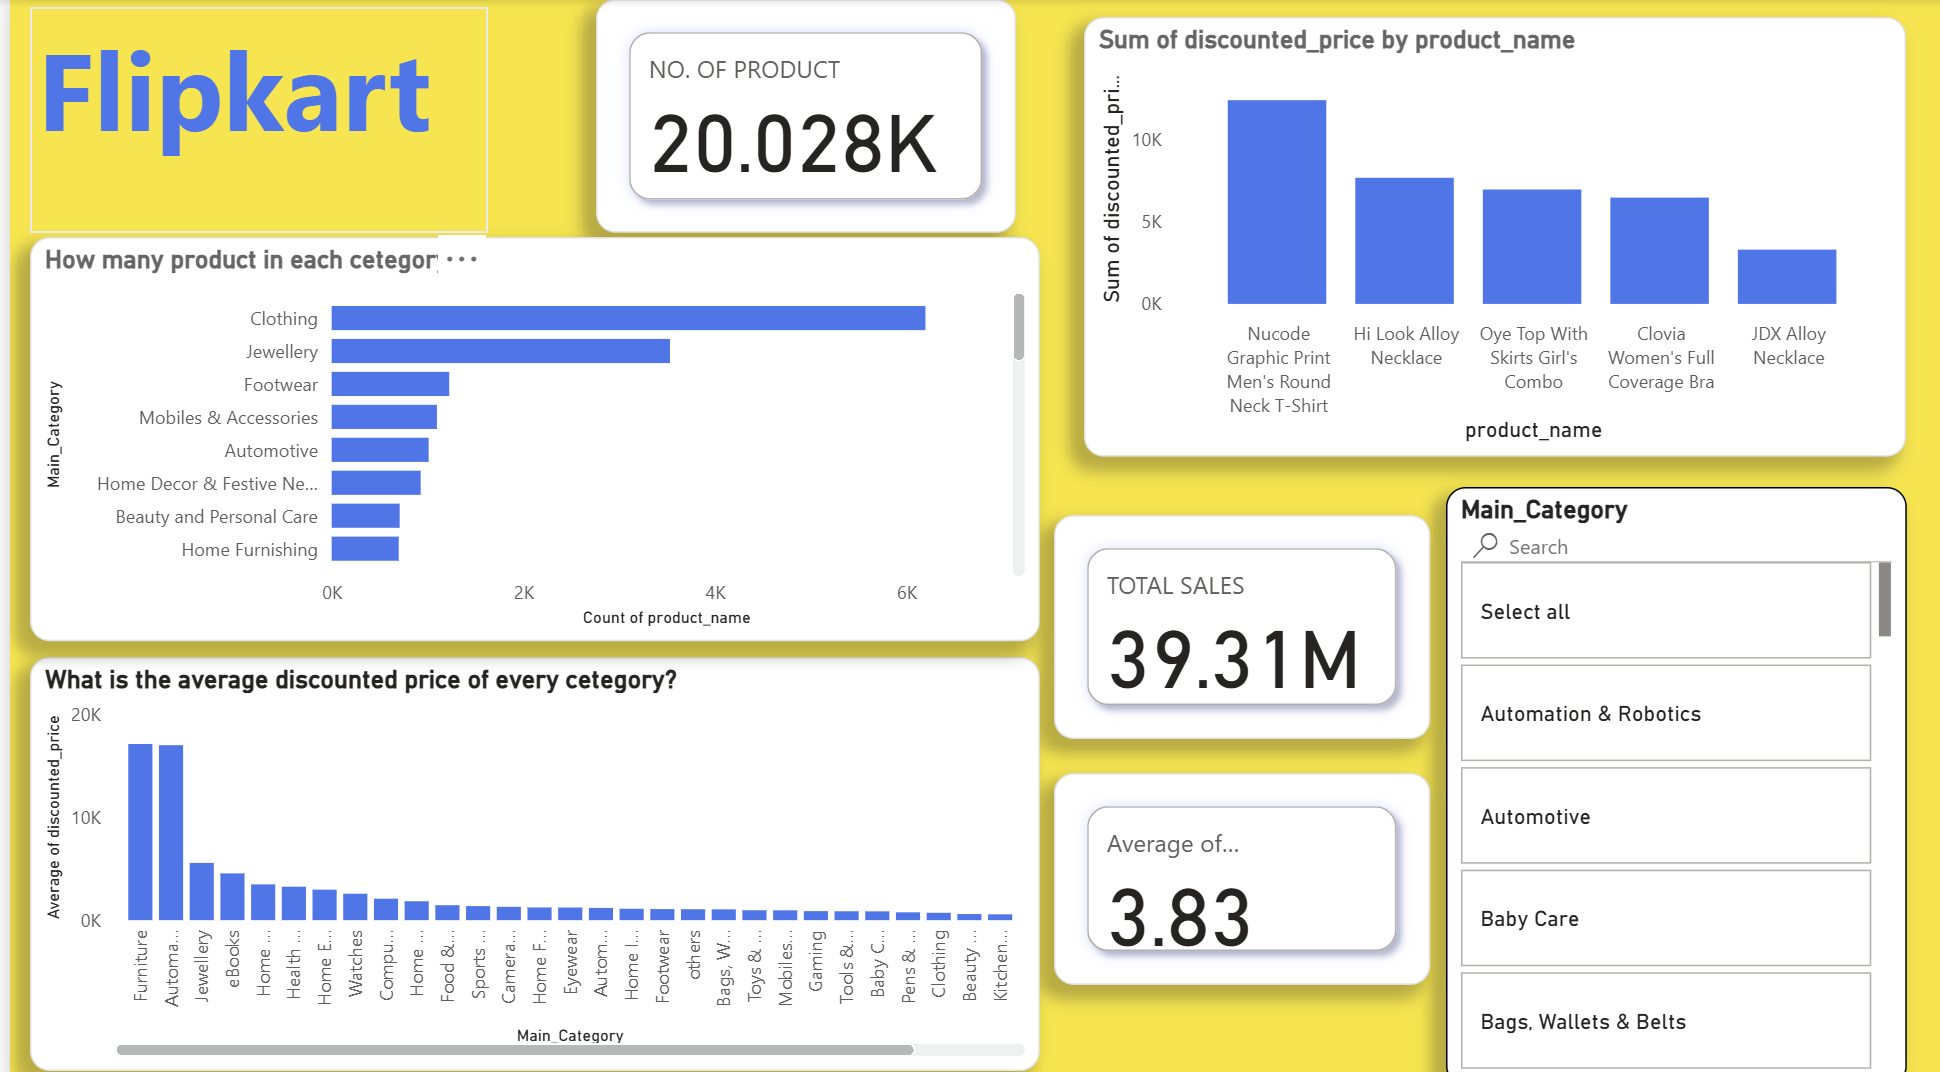 Flipkart
NO. OF PRODUCT
20.028K
Sum of discounted_price by product_name
Sum of discounted_pri...
10K
5K
0K
Nucode
Graphic Print
Men's Round
Neck T-Shirt
Hi Look Alloy
Necklace
Oye Top With
Skirts Girl's
Combo
Clovia
Women's Full
Coverage Bra
JDX Alloy
Necklace
product_name
How many product in each cetegory
Main_Category
Clothing
Jewellery
Footwear
Mobiles & Accessories
Automotive
Home Decor & Festive Ne...
Beauty and Personal Care
Home Furnishing
0K
2K
4K
6K
Count of product_name
TOTAL SALES
39.31M
Average of...
3.83
Main_Category
Search
Select all
Automation & Robotics
Automotive
Baby Care
Bags, Wallets & Belts
What is the average discounted price of every cetegory?
Average of discounted_price
20K
10K
0K
Furniture
Automa...
Jewellery
eBooks
Home ...
Health ...
Home E...
Watches
Compu...
Home ...
Food &...
Sports ...
Camera...
Home F...
Eyewear
Autom...
Home I...
Footwear
others
Bags, W...
Toys & ...
Mobiles...
Gaming
Tools &...
Baby C...
Pens & ...
Clothing
Beauty ...
Kitchen...
Main_Category